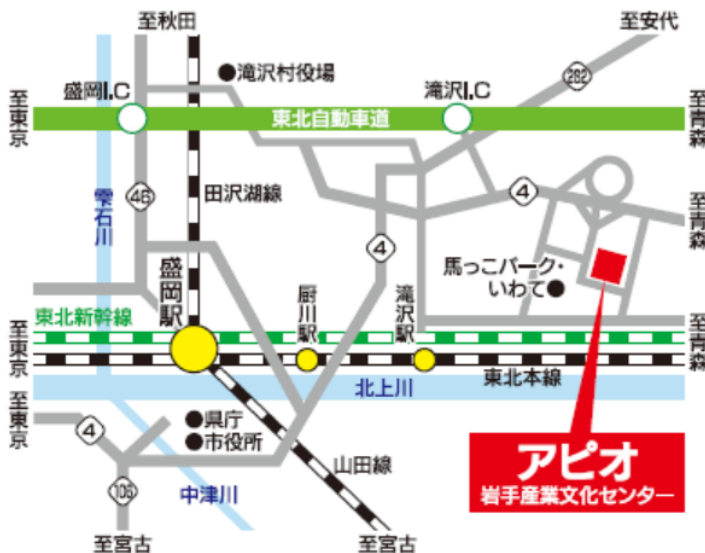 至秋田
至安代
●滝沢村役場
282
盛岡I.C
滝沢I.C
至東京
東北自動車道
至青森
46
田沢湖線
4
雫石川
至青森
4
馬っこパーク・
いわて●
盛岡駅
厨川駅
滝沢駅
東北新幹線
至東京
至青森
東北本線
北上川
至東京
4
●県庁
●市役所
アピオ
岩手産業文化センター
山田線
106
中津川
至宮古
至宮古